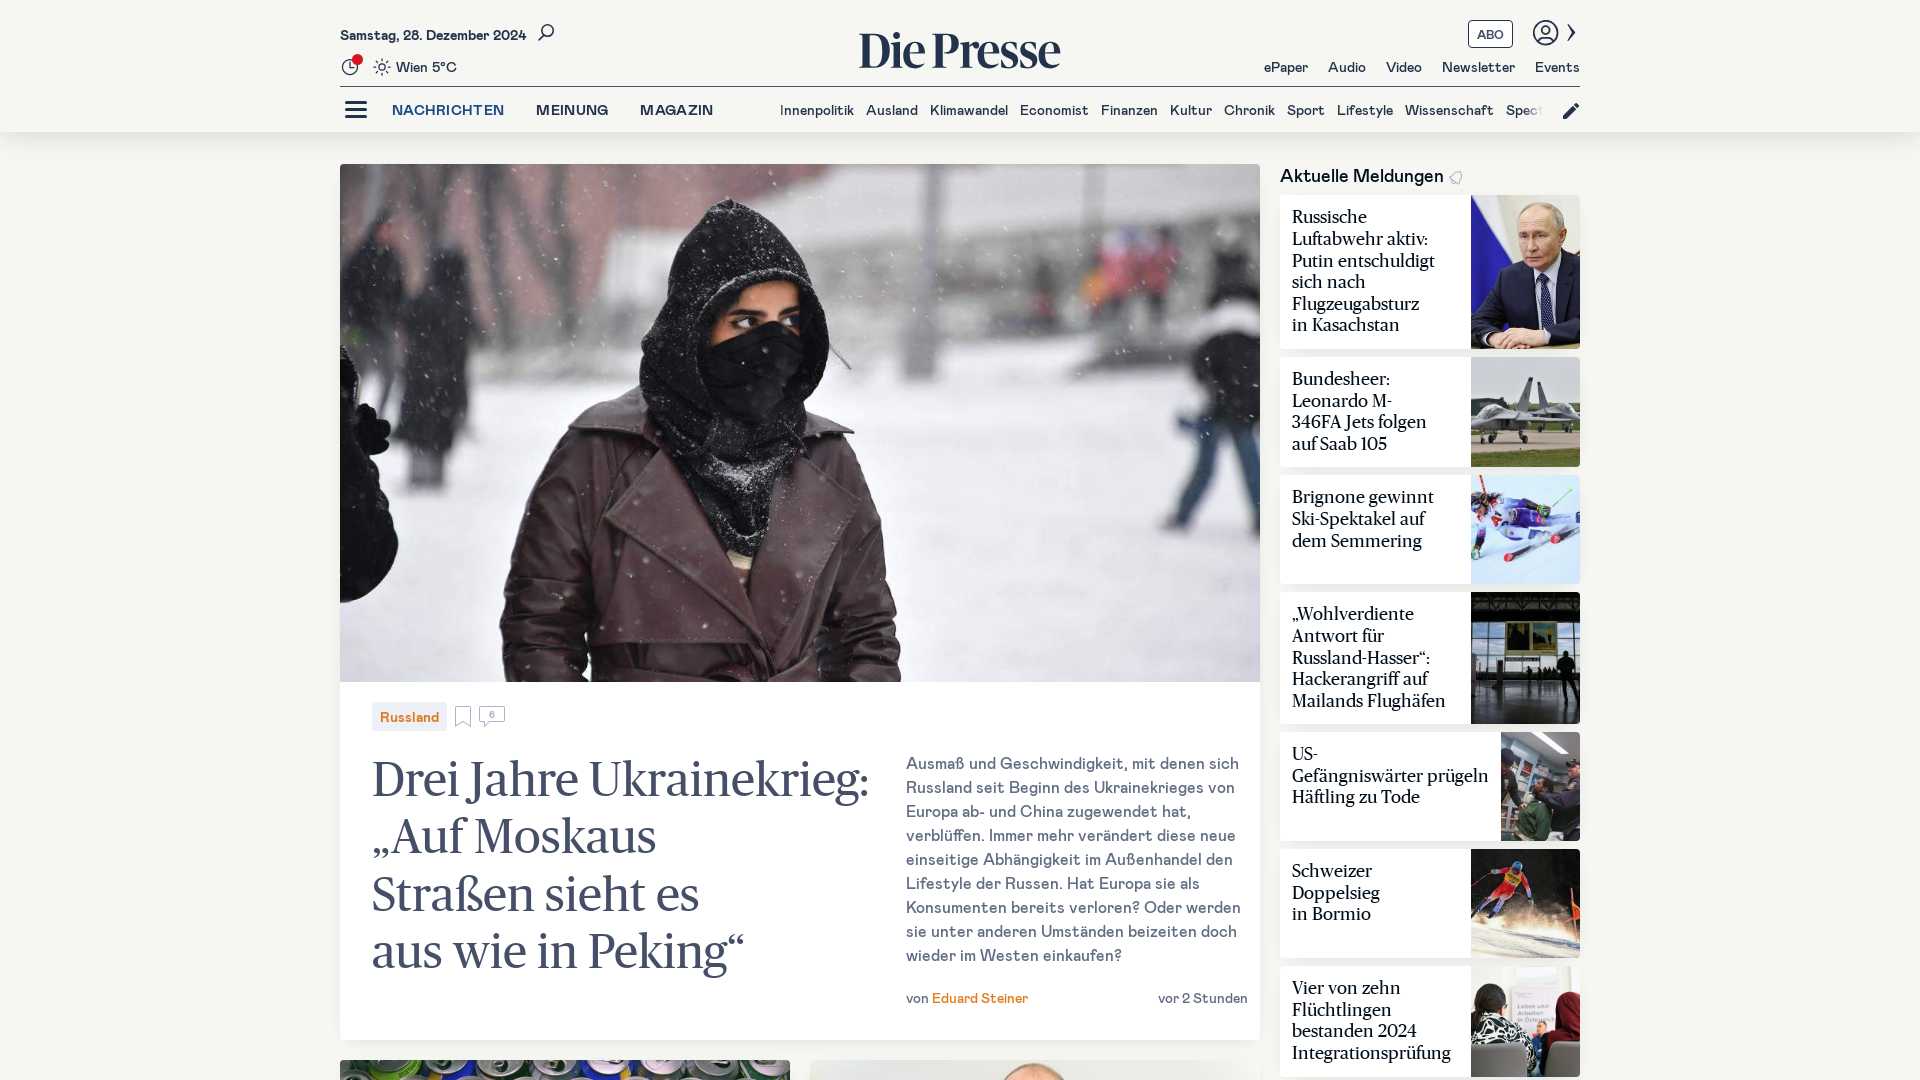 Samstag, 28. Dezember 2024
Wien 5°C
Die Presse
ABO
ePaper Audio Video Newsletter Events
NACHRICHTEN MEINUNG MAGAZIN
Innenpolitik Ausland Klimawandel Economist Finanzen Kultur Chronik Sport Lifestyle Wissenschaft Spect
Russland
6
Drei Jahre Ukrainekrieg:
„Auf Moskaus
Straßen sieht es
aus wie in Peking“
Ausmaß und Geschwindigkeit, mit denen sich
Russland seit Beginn des Ukrainekrieges von
Europa ab- und China zugewendet hat,
verblüffen. Immer mehr verändert diese neue
einseitige Abhängigkeit im Außenhandel den
Lifestyle der Russen. Hat Europa sie als
Konsumenten bereits verloren? Oder werden
sie unter anderen Umständen beizeiten doch
wieder im Westen einkaufen?
von Eduard Steiner vor 2 Stunden
Aktuelle Meldungen
Russische
Luftabwehr aktiv:
Putin entschuldigt
sich nach
Flugzeugabsturz
in Kasachstan
Bundesheer:
Leonardo M-
346FA Jets folgen
auf Saab 105
Brignone gewinnt
Ski-Spektakel auf
dem Semmering
„Wohlverdiente
Antwort für
Russland-Hasser“:
Hackerangriff auf
Mailands Flughäfen
US-
Gefängniswärter prügeln
Häftling zu Tode
Schweizer
Doppelsieg
in Bormio
Vier von zehn
Flüchtlingen
bestanden 2024
Integrationsprüfung